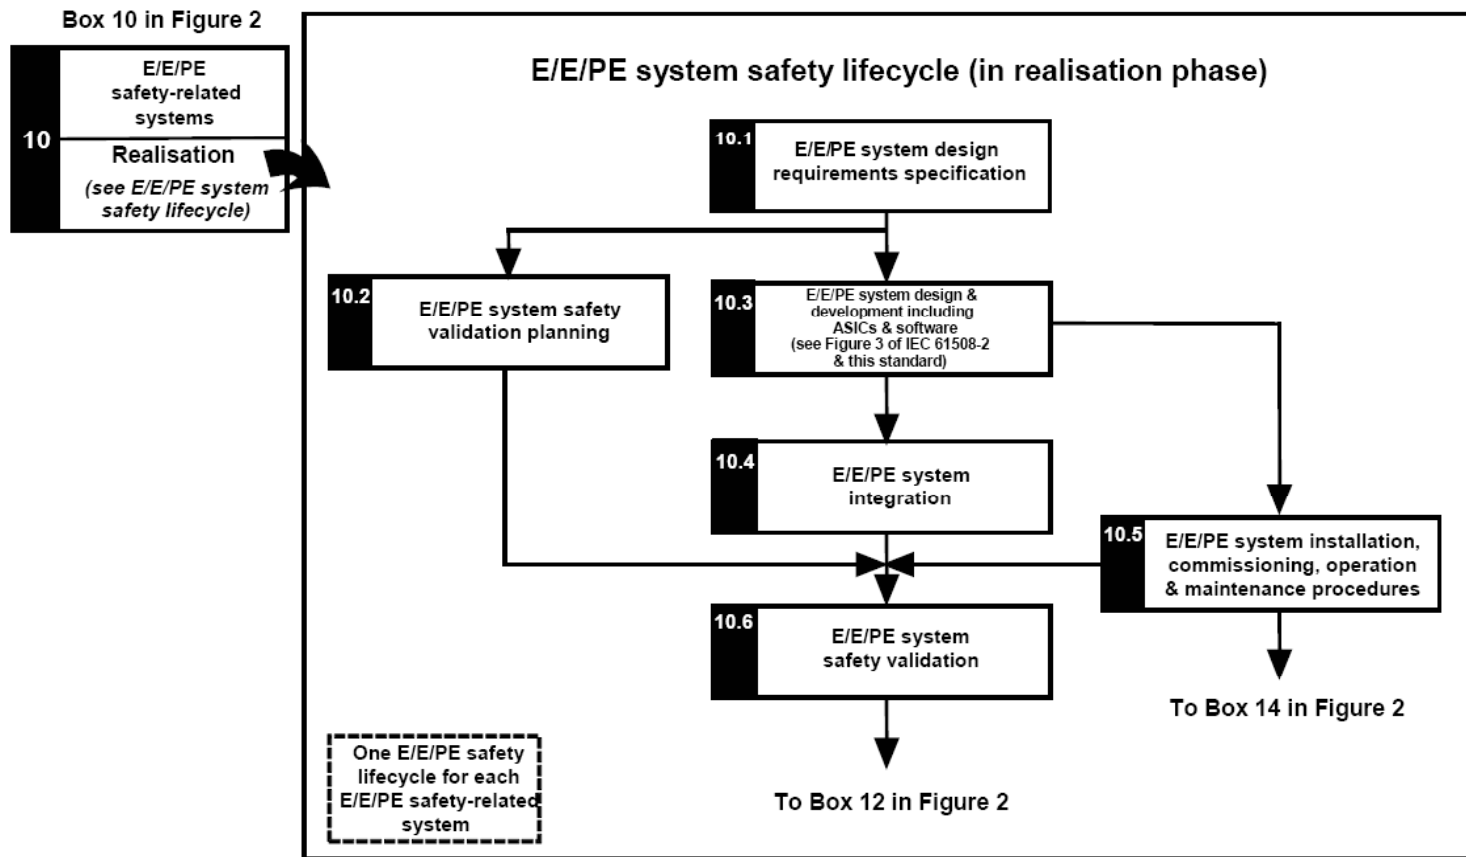 Box 10 in Figure 2
10
E/E/PE
safety-related
systems
Realisation
(see E/E/PE system
safety lifecycle)
E/E/PE system safety lifecycle (in realisation phase)
10.1
E/E/PE system design
requirements specification
10.2
E/E/PE system safety
validation planning
10.3
E/E/PE system design &
development including
ASICs & software
(see Figure 3 of IEC 61508-2
& this standard)
10.4
E/E/PE system
integration
10.5
E/E/PE system installation,
commissioning, operation
& maintenance procedures
10.6
E/E/PE system
safety validation
To Box 14 in Figure 2
One E/E/PE safety
lifecycle for each
E/E/PE safety-related
system
To Box 12 in Figure 2